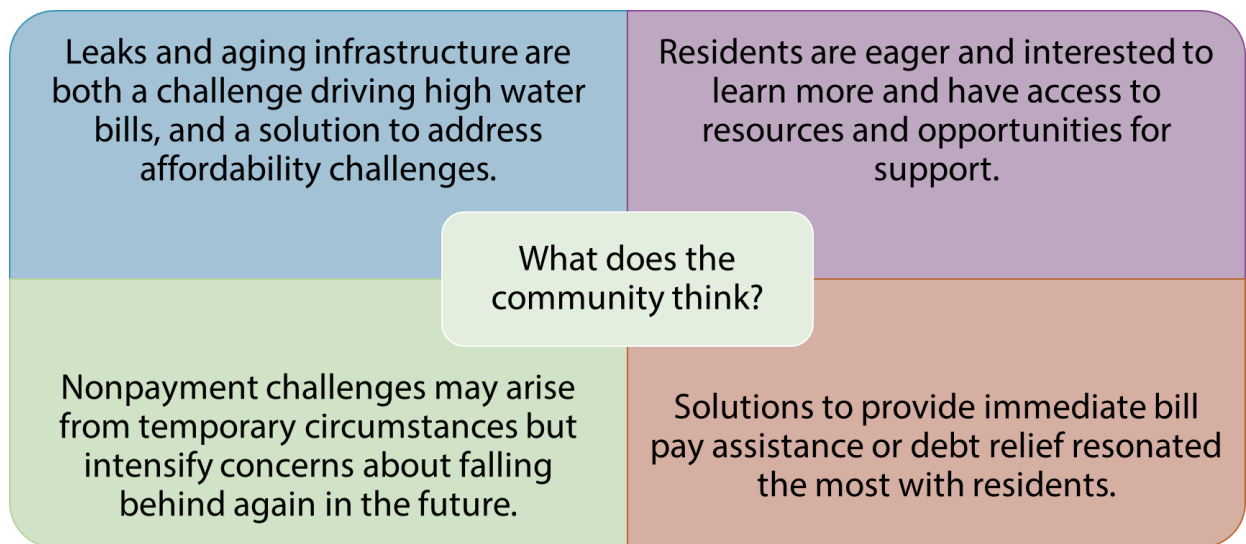 Leaks and aging infrastructure are
both a challenge driving high water
bills, and a solution to address
affordability challenges.
Residents are eager and interested to
learn more and have access to
resources and opportunities for
support.
What does the
community think?
Nonpayment challenges may arise
from temporary circumstances but
intensify concerns about falling
behind again in the future.
Solutions to provide immediate bill
pay assistance or debt relief resonated
the most with residents.